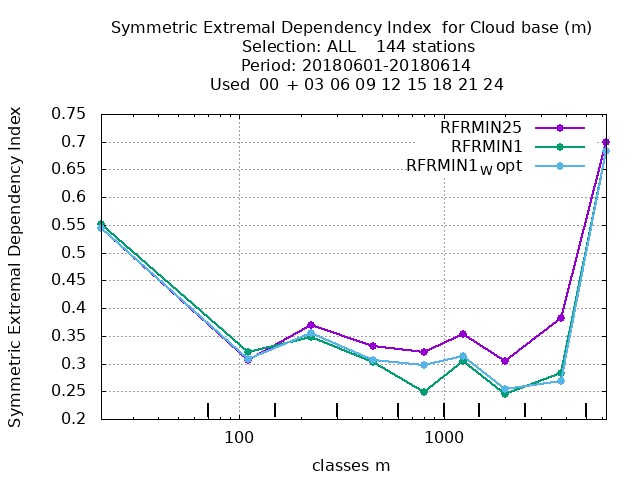 Symmetric Extremal Dependency Index  for Cloud base (m)
Selection: ALL    144 stations
Period: 20180601-20180614
Used  00 + 03 06 09 12 15 18 21 24
Symmetric Extremal Dependency Index
0.75
0.7
0.65
0.6
0.55
0.5
0.45
0.4
0.35
0.3
0.25
0.2
RFRMIN25
RFRMIN1
RFRMIN1W opt
100
1000
classes m